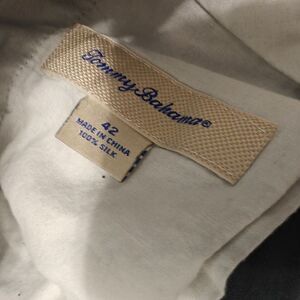 Tommy Bahama®
42
MADE IN CHINA
100% SILK